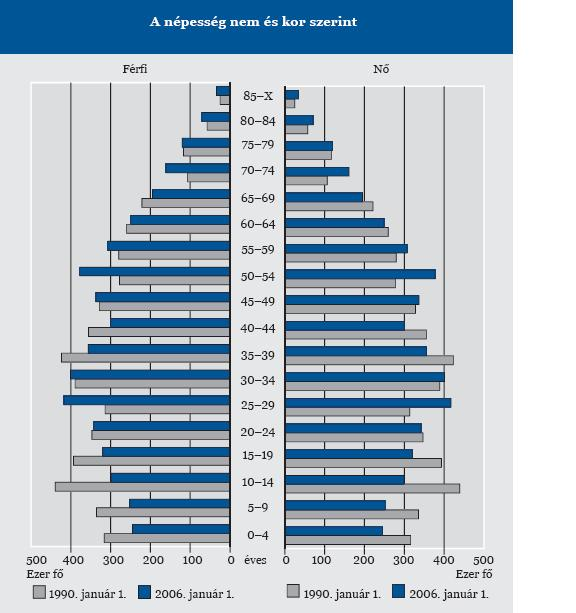 A népesség nem és kor szerint
Férfi
Nő
85–X
80–84
75–79
70–74
65–69
60–64
55–59
50–54
45–49
40–44
35–39
30–34
25–29
20–24
15–19
10–14
5–9
0–4
500 400 300 200 100 0 éves 0 100 200 300 400 500
Ezer fő
Ezer fő
1990. január 1. 2006. január 1.
1990. január 1. 2006. január 1.